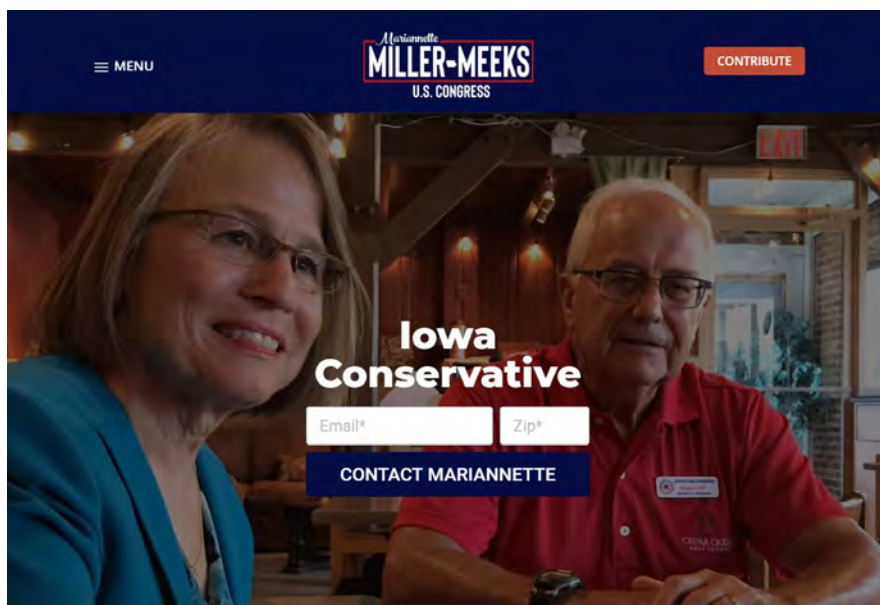 MENU
Mariannette
MILLER-MEEKS
U.S. CONGRESS
CONTRIBUTE
EXIT
Iowa
Conservative
Email*
Zip*
CONTACT MARIANNETTE